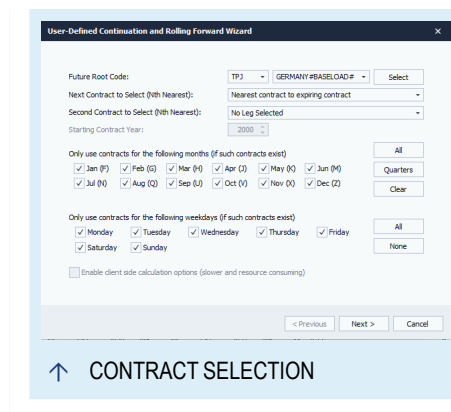 User-Defined Continuation and Rolling Forward Wizard
Future Root Code: TPJ GERMANY#BASELOAD# Select
Next Contract to Select (Nth Nearest): Nearest contract to expiring contract
Second Contract to Select (Nth Nearest): No Leg Selected
Starting Contract Year: 2000
Only use contracts for the following months (if such contracts exist) All
Jan (F) Feb (G) Mar (H) Apr (J) May (K) Jun (M) Quarters
Jul (N) Aug (Q) Sep (U) Oct (V) Nov (X) Dec (Z) Clear
Only use contracts for the following weekdays (if such contracts exist) All
Monday Tuesday Wednesday Thursday Friday
Saturday Sunday None
Enable client side calculation options (slower and resource consuming)
< Previous Next > Cancel
CONTRACT SELECTION